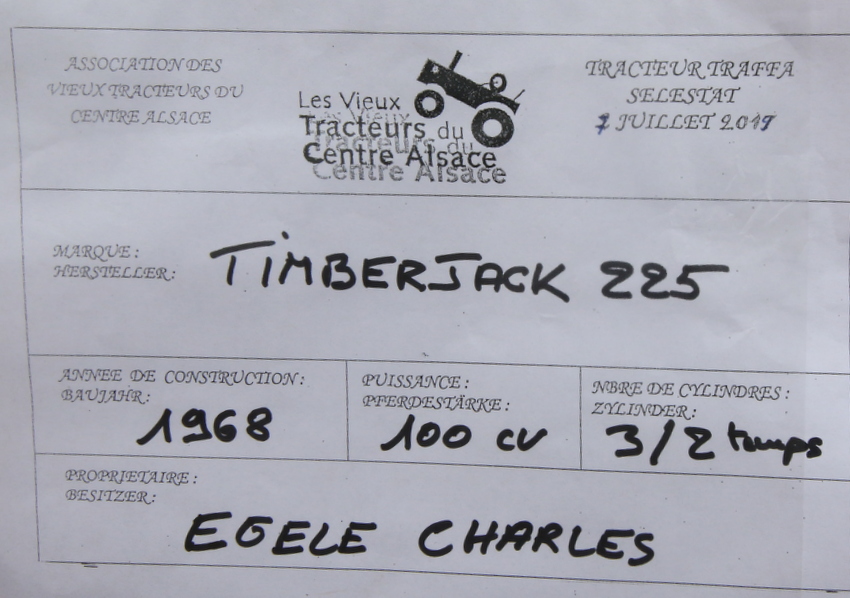 ASSOCIATION DES
VIEUX TRACTEURS DU
CENTRE ALSACE
Les Vieux
Tracteurs du
Centre Alsace
TRACTEUR TRAFFA
SELESTAT
7 JUILLET 2019
MARQUE :
HERSTELLER :
TIMBERJACK 225
ANNEE DE CONSTRUCTION :
BAUJAHR :
1968
PUISSANCE :
PFERDESTÄRKE :
100 CV
NBRE DE CYLINDRES :
ZYLINDER :
3/2 temps
PROPRIETAIRE :
BESITZER :
EGELE CHARLES